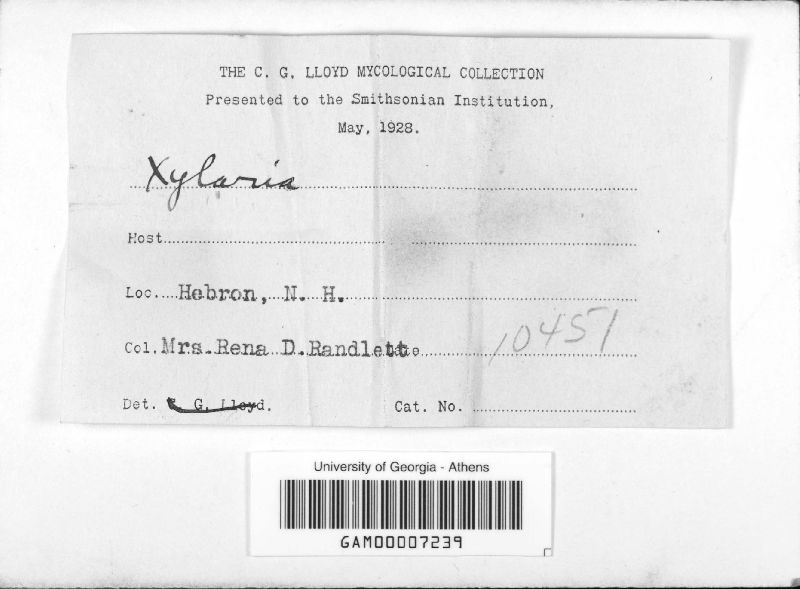 THE C. G. LLOYD MYCOLOGICAL COLLECTION
Presented to the Smithsonian Institution,
May, 1928.
Xylaria
Host
Loc. Hebron, N. H.
Col. Mrs. Rena D. Randlett 10451
Det. C. G. Lloyd. Cat. No.
University of Georgia - Athens
GAM00007239